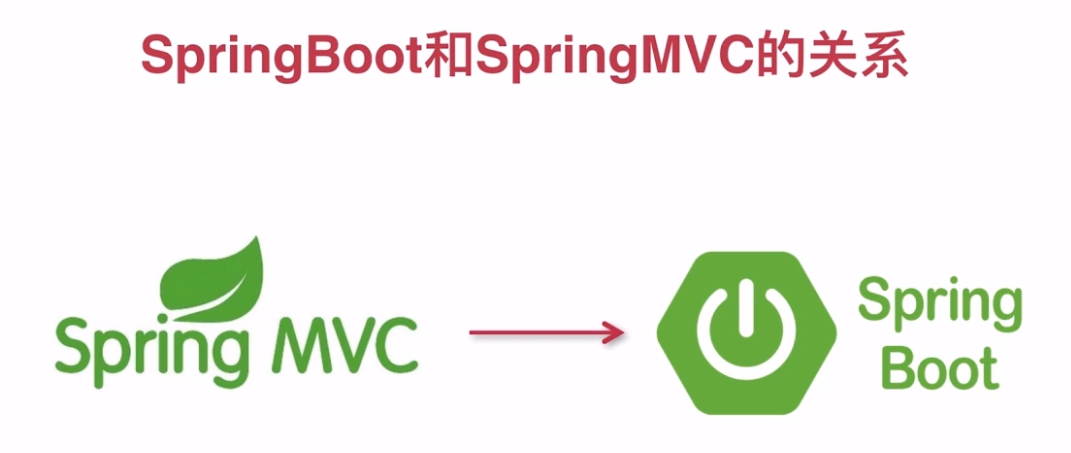 SpringBoot和SpringMVC的关系
Spring MVC
Spring
Boot